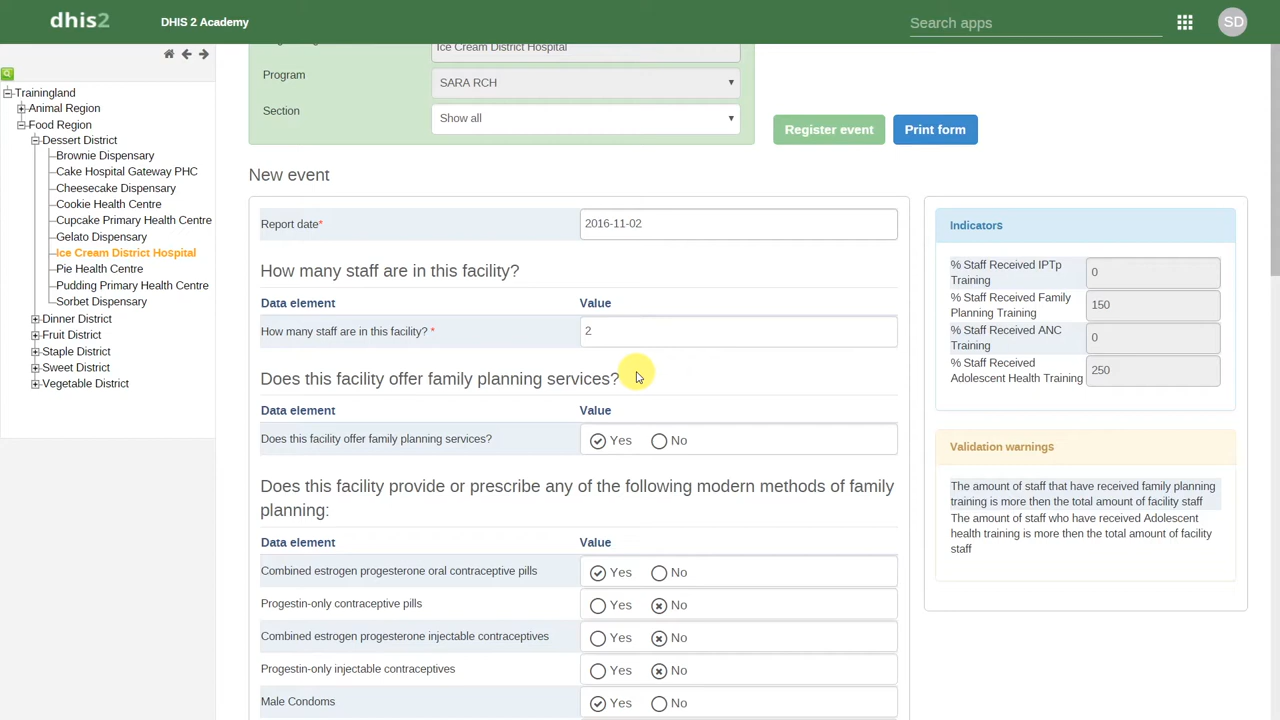 dhis2
DHIS 2 Academy
Search apps
SD
Trainingland
Animal Region
Food Region
Dessert District
Brownie Dispensary
Cake Hospital Gateway PHC
Cheesecake Dispensary
Cookie Health Centre
Cupcake Primary Health Centre
Gelato Dispensary
Ice Cream District Hospital
Pie Health Centre
Pudding Primary Health Centre
Sorbet Dispensary
Dinner District
Fruit District
Staple District
Sweet District
Vegetable District
Ice Cream District Hospital
Program
SARA RCH
Section
Show all
Register event
Print form
New event
Report date*
2016-11-02
How many staff are in this facility?
Data element
Value
How many staff are in this facility? *
2
Does this facility offer family planning services?
Data element
Value
Does this facility offer family planning services?
Yes
No
Does this facility provide or prescribe any of the following modern methods of family
planning:
Data element
Value
Combined estrogen progesterone oral contraceptive pills
Yes
No
Progestin-only contraceptive pills
Yes
No
Combined estrogen progesterone injectable contraceptives
Yes
No
Progestin-only injectable contraceptives
Yes
No
Male Condoms
Yes
No
Indicators
% Staff Received IPTp
Training
0
% Staff Received Family
Planning Training
150
% Staff Received ANC
Training
0
% Staff Received
Adolescent Health Training
250
Validation warnings
The amount of staff that have received family planning
training is more then the total amount of facility staff
The amount of staff who have received Adolescent
health training is more then the total amount of facility
staff